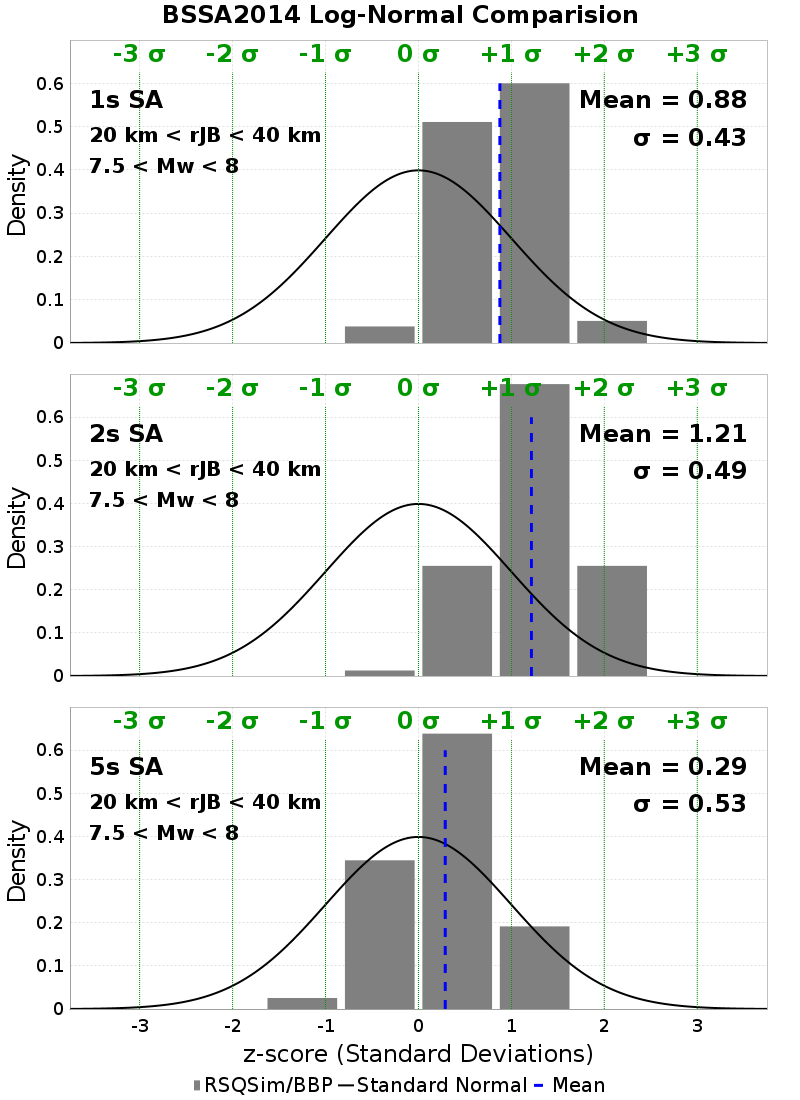 BSSA2014 Log-Normal Comparision
-3 σ -2 σ -1 σ 0 σ +1 σ +2 σ +3 σ
1s SA
Mean = 0.88
20 km < rJB < 40 km
σ = 0.43
7.5 < Mw < 8
Density
0.6
0.5
0.4
0.3
0.2
0.1
0
-3 σ -2 σ -1 σ 0 σ +1 σ +2 σ +3 σ
2s SA
Mean = 1.21
20 km < rJB < 40 km
σ = 0.49
7.5 < Mw < 8
Density
0.6
0.5
0.4
0.3
0.2
0.1
0
-3 σ -2 σ -1 σ 0 σ +1 σ +2 σ +3 σ
5s SA
Mean = 0.29
20 km < rJB < 40 km
σ = 0.53
7.5 < Mw < 8
Density
0.6
0.5
0.4
0.3
0.2
0.1
0
-3 -2 -1 0 1 2 3
z-score (Standard Deviations)
RSQSim/BBP Standard Normal Mean